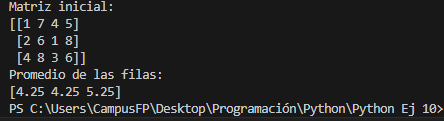 Matriz inicial:
[[1 7 4 5]
 [2 6 1 8]
 [4 8 3 6]]
Promedio de las filas:
[4.25 4.25 5.25]
PS C:\Users\CampusFP\Desktop\Programación\Python\Python Ej 10>